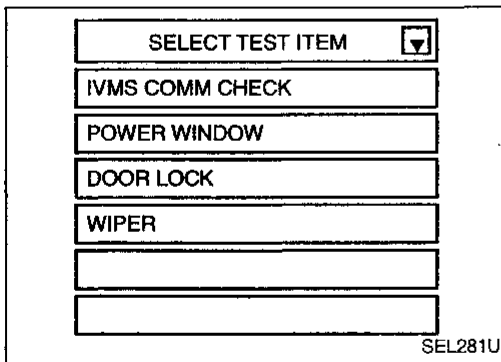 SELECT TEST ITEM
IVMS COMM CHECK
POWER WINDOW
DOOR LOCK
WIPER
SEL281U